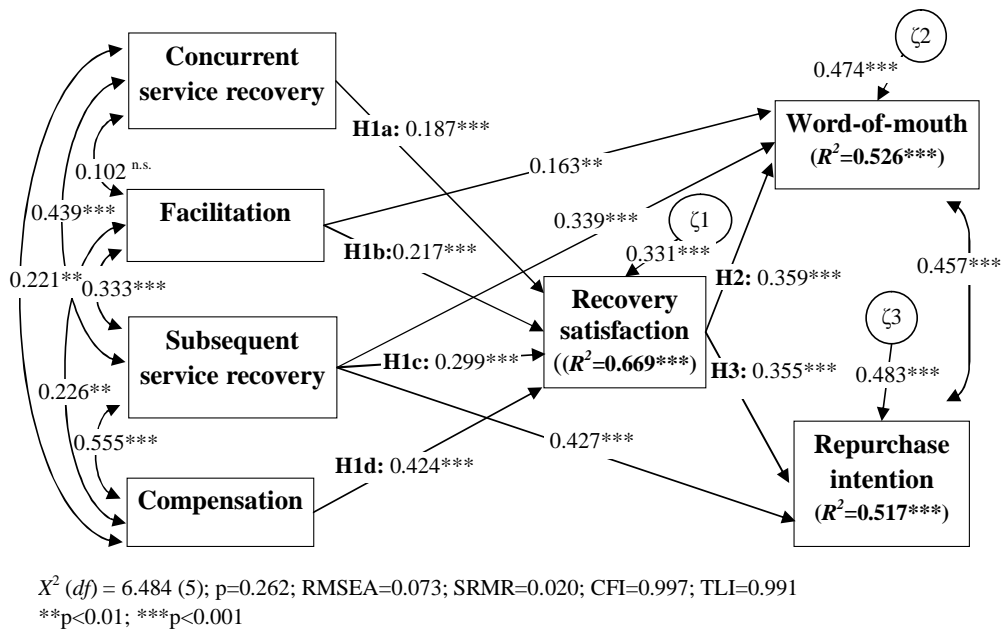 Concurrent
service recovery
Facilitation
Subsequent
service recovery
Compensation
0.102 n.s.
0.439***
0.221**
0.333***
0.226**
0.555***
H1a: 0.187***
0.163**
H1b: 0.217***
0.339***
H1c: 0.299***
0.427***
H1d: 0.424***
ζ1
0.331***
Recovery
satisfaction
((R²=0.669***)
H2: 0.359***
H3: 0.355***
ζ2
0.474***
Word-of-mouth
(R²=0.526***)
0.457***
ζ3
0.483***
Repurchase
intention
(R²=0.517***)
X² (df) = 6.484 (5); p=0.262; RMSEA=0.073; SRMR=0.020; CFI=0.997; TLI=0.991
**p<0.01; ***p<0.001